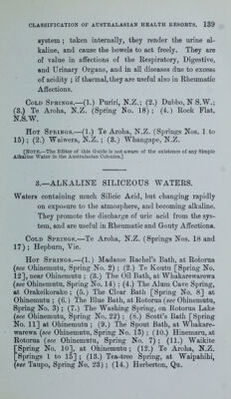 CLASSIFICATION OF AUSTRALASIAN HEALTH RESORTS. 139
system; taken internally, they render the urine al-
kaline, and cause the bowels to act freely. They are
of value in affections of the Respiratory, Digestive,
and Urinary Organs, and in all diseases due to excess
of acidity; if thermal, they are useful also in Rheumatic
Affections.
COLD SPRINGS.—(1.) Puriri, N.Z.; (2.) Dubbo, N S.W.;
(3.) Te Aroha, N.Z. (Spring No. 18); (4.) Rock Flat,
N.S.W.
HOT SPRINGS.—(1.) Te Aroha, N.Z. (Springs Nos. 1 to
15); (2.) Waiwera, N.Z.; (3.) Whangape, N.Z.
[NOTE.—The Editor of this Guide is not aware of the existence of any Simple
Alkaline Water in the Australasian Colonies.]
3.—ALKALINE SILICEOUS WATERS.
Waters containing much Silicic Acid, but changing rapidly
on exposure to the atmosphere, and becoming alkaline.
They promote the discharge of uric acid from the sys-
tem, and are useful in Rheumatic and Gouty Affections.
COLD SPRINGS.—Te Aroha, N.Z. (Springs Nos. 18 and
17); Hepburn, Vic.
HOT SPRINGS.—(1.) Madame Rachel's Bath, at Rotorua
(see Ohinemutu, Spring No. 2); (2.) Te Koutu [Spring No.
12], near Ohinemutu; (3.) The Oil Bath, at Whakarewarewa
(see Ohinemutu, Spring No. 14); (4.) The Alum Cave Spring,
at Orakeikorako; (5.) The Clear Bath [Spring No. 8] at
Ohinemutu; (6.) The Blue Bath, at Rotorua (see Ohinemutu,
Spring No. 3); (7.) The Washing Spring, on Rotorua Lake
(see Ohinemutu, Spring No. 22); (8.) Scott's Bath [Spring
No. 11] at Ohinemutu; (9.) The Spout Bath, at Whakare-
warewa (see Ohinemutu, Spring No. 15); (10.) Hinemaru, at
Rotorua (see Ohinemutu, Spring No. 7); (11.) Waikite
[Spring No. 10], at Ohinemutu; (12.) Te Aroha, N.Z.
[Springs 1 to 15]; (13.) Tea-tree Spring, at Waipahihi,
(see Taupo, Spring No. 23); (14.) Herberton, Qu.